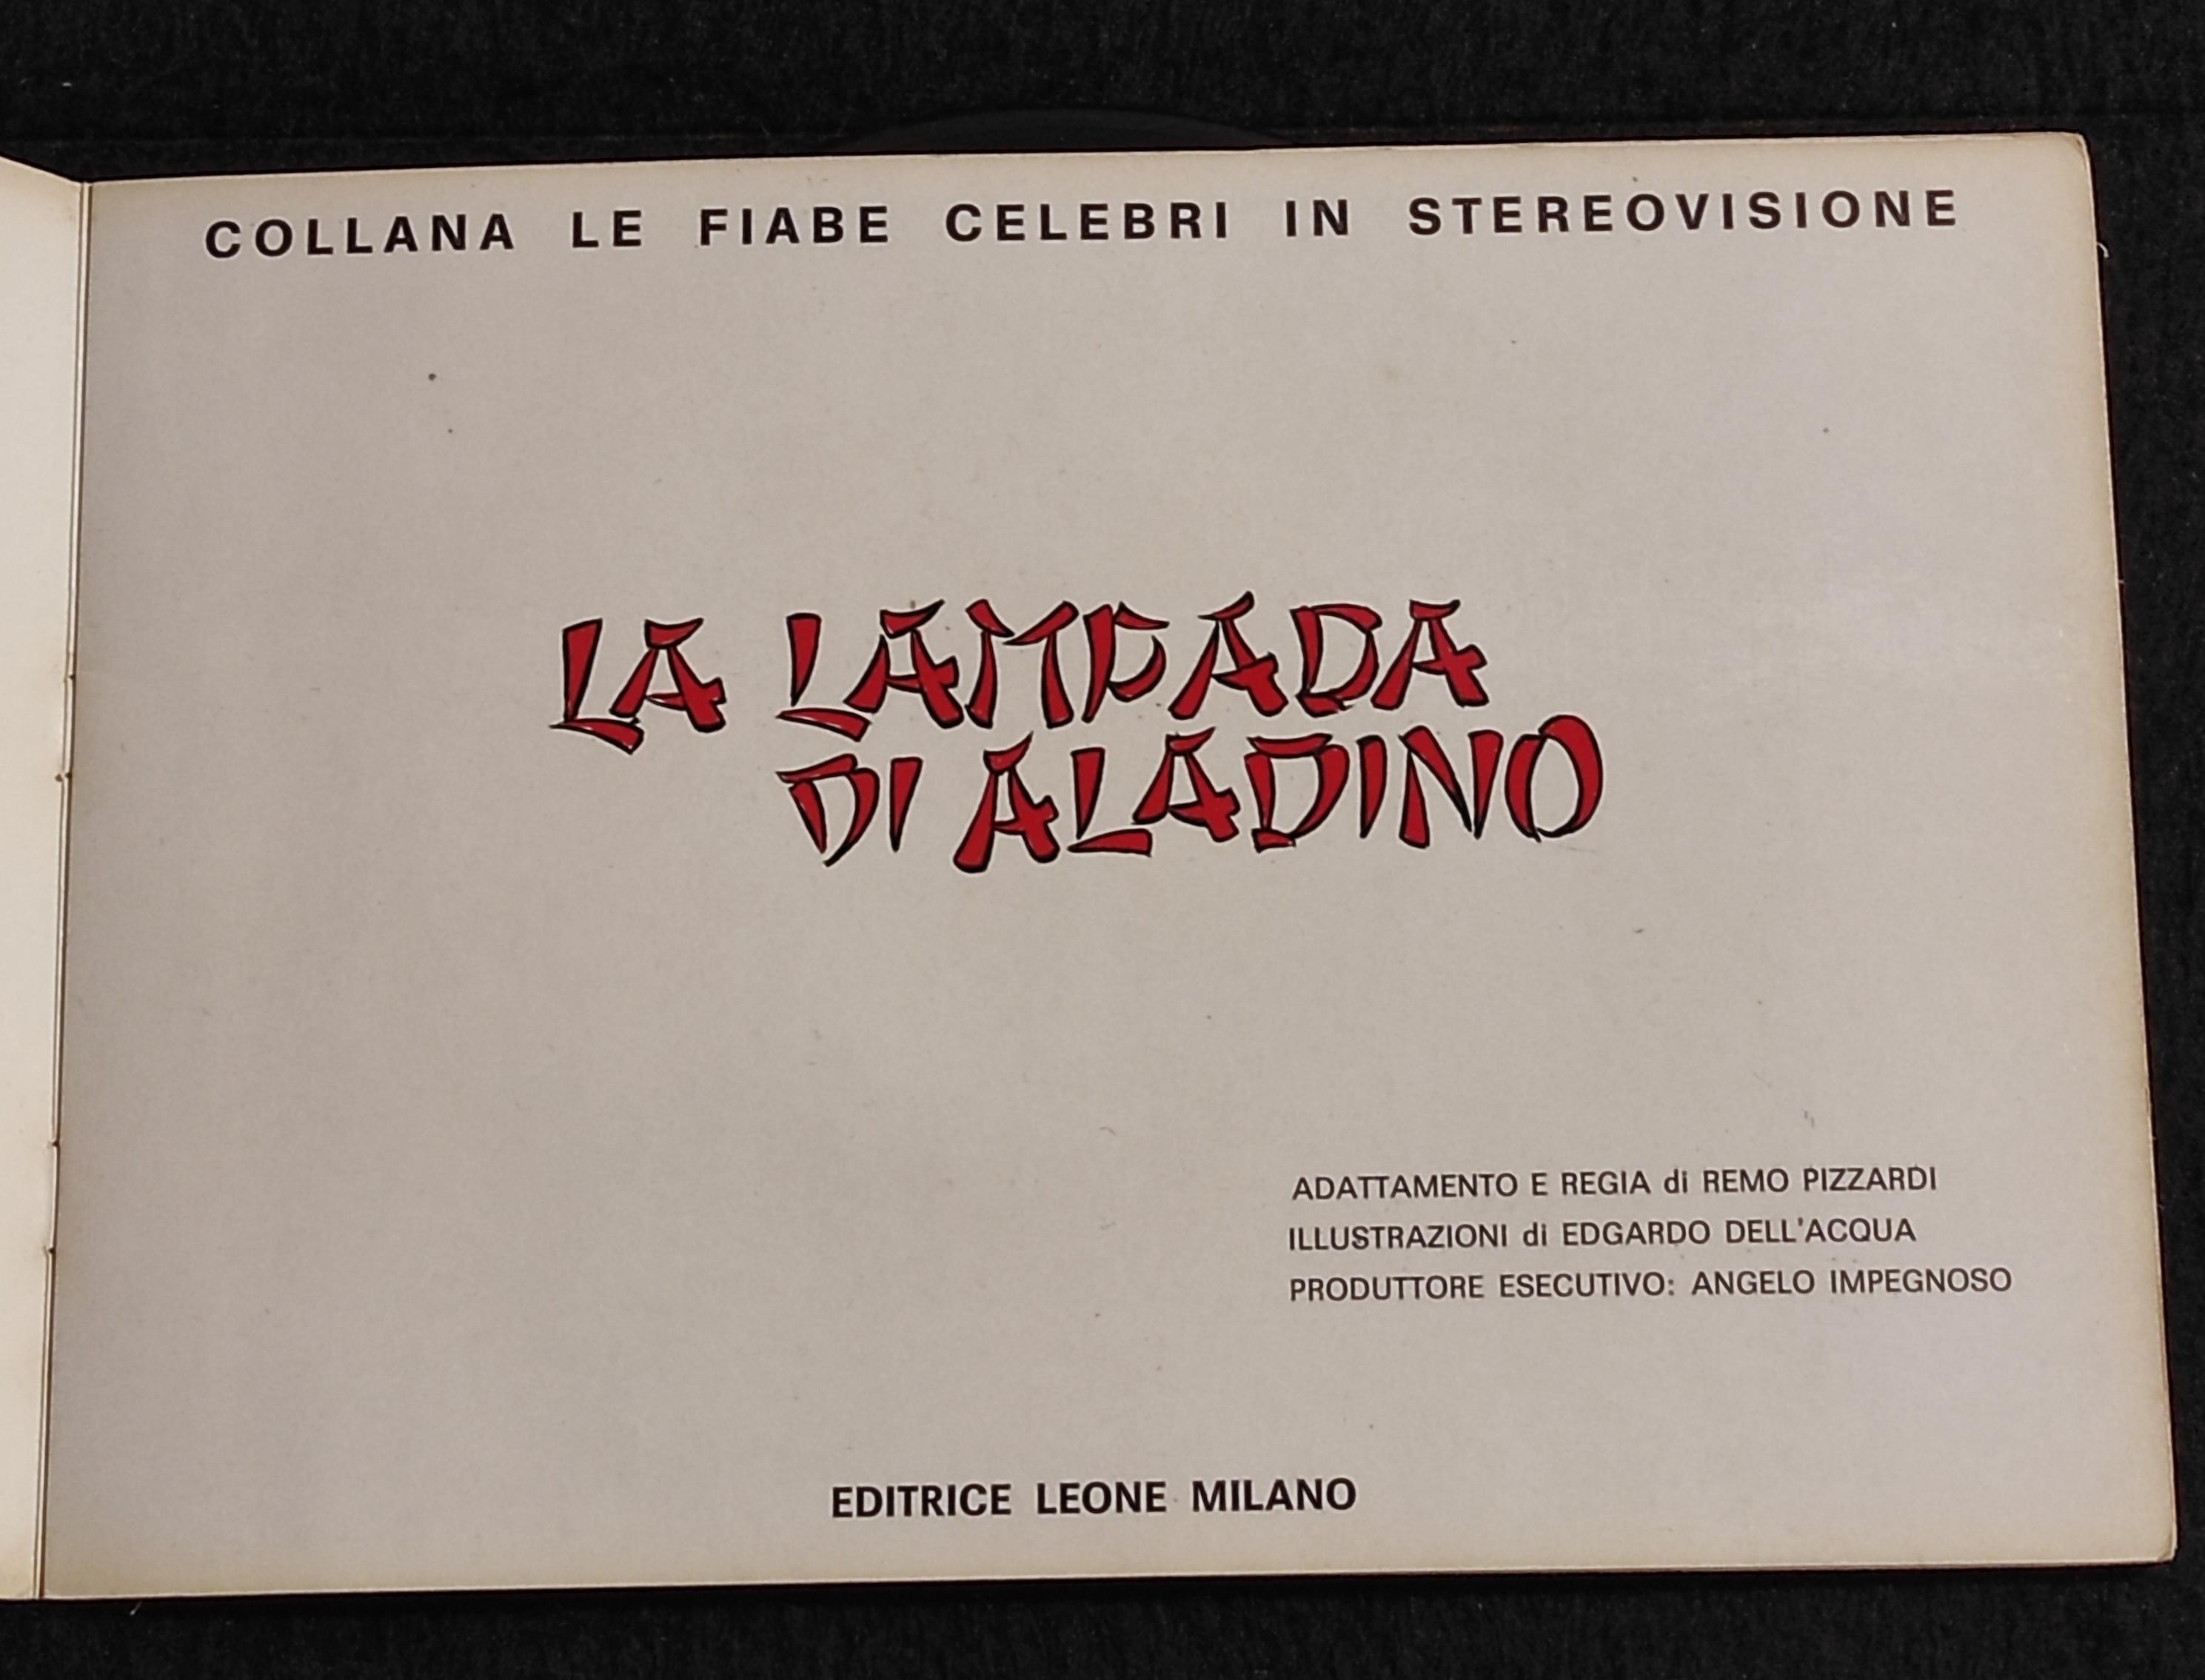 COLLANA LE FIABE CELEBRI IN STEREOVISIONE
LA LAMPADA
DI ALADINO
ADATTAMENTO E REGIA di REMO PIZZARDI
ILLUSTRAZIONI di EDGARDO DELL'ACQUA
PRODUTTORE ESECUTIVO: ANGELO IMPEGNOSO
EDITRICE LEONE MILANO